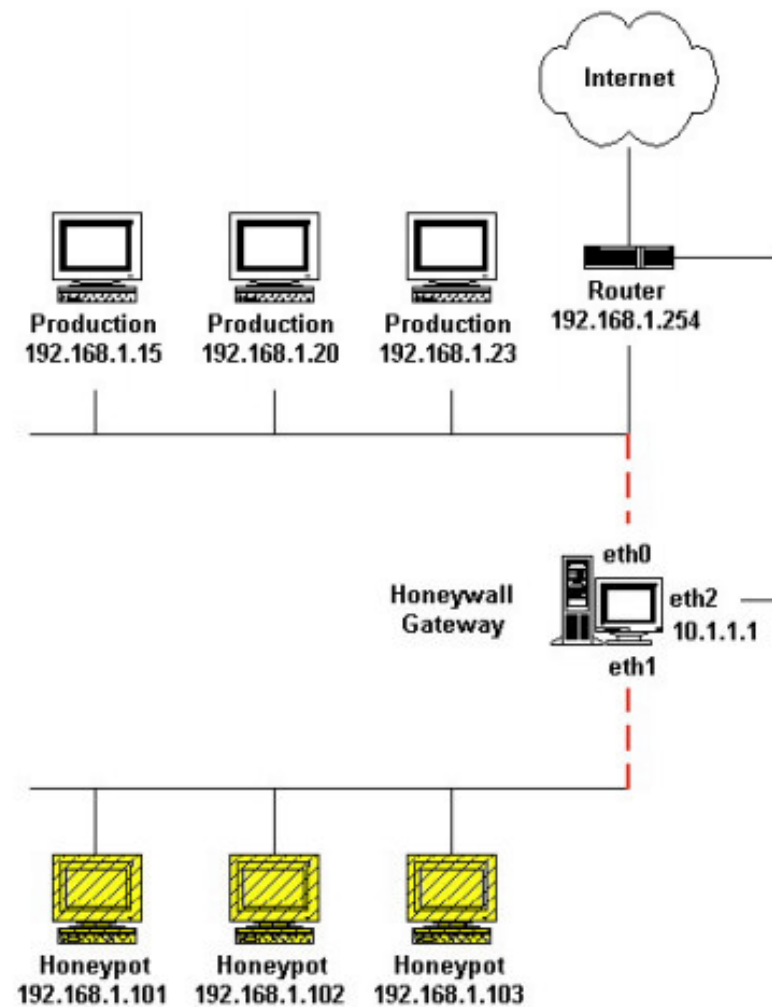 Internet
Production
192.168.1.15
Production
192.168.1.20
Production
192.168.1.23
Router
192.168.1.254
Honeywall
Gateway
eth0
eth2
10.1.1.1
eth1
Honeypot
192.168.1.101
Honeypot
192.168.1.102
Honeypot
192.168.1.103